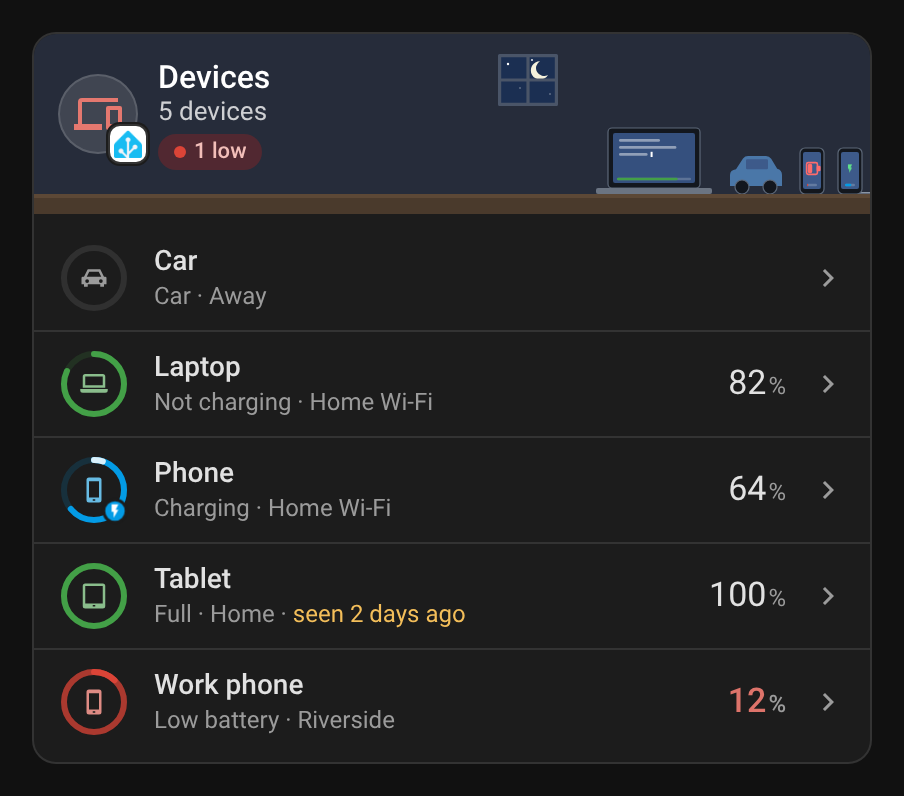 Devices
5 devices
1 low
Car
Car · Away
Laptop
Not charging · Home Wi-Fi
82%
Phone
Charging · Home Wi-Fi
64%
Tablet
Full · Home · seen 2 days ago
100%
Work phone
Low battery · Riverside
12%